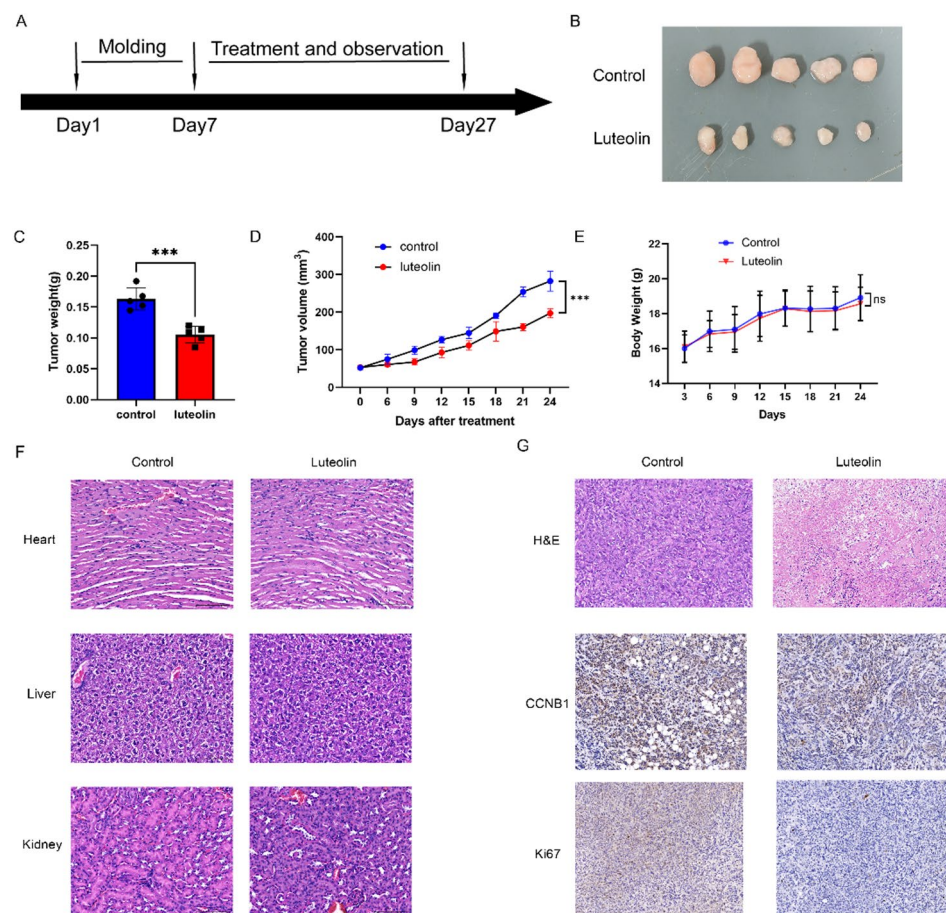 A
Molding
Treatment and observation
Day1
Day7
Day27
B
Control
Luteolin
C
Tumor weight(g)
0.25
0.20
0.15
0.10
0.05
0.00
***
control
luteolin
D
Tumor volume (mm³)
400
300
200
100
0
control
luteolin
***
0 6 9 12 15 18 21 24
Days after treatment
E
Body Weight (g)
22
20
18
16
14
Control
Luteolin
ns
3 6 9 12 15 18 21 24
Days
F
Control Luteolin
Heart
Liver
Kidney
G
Control Luteolin
H&E
CCNB1
Ki67